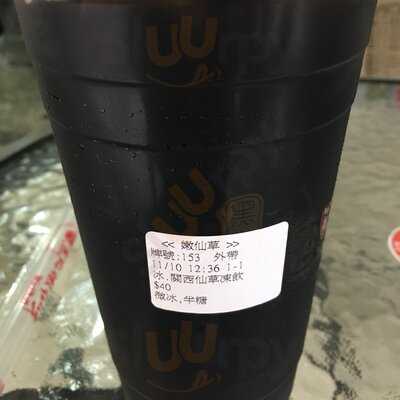 << 嫩仙草 >>
牌號:153 外帶
11/10 12:36 1-1
冰.關西仙草凍飲
$40
微冰,半糖
黑